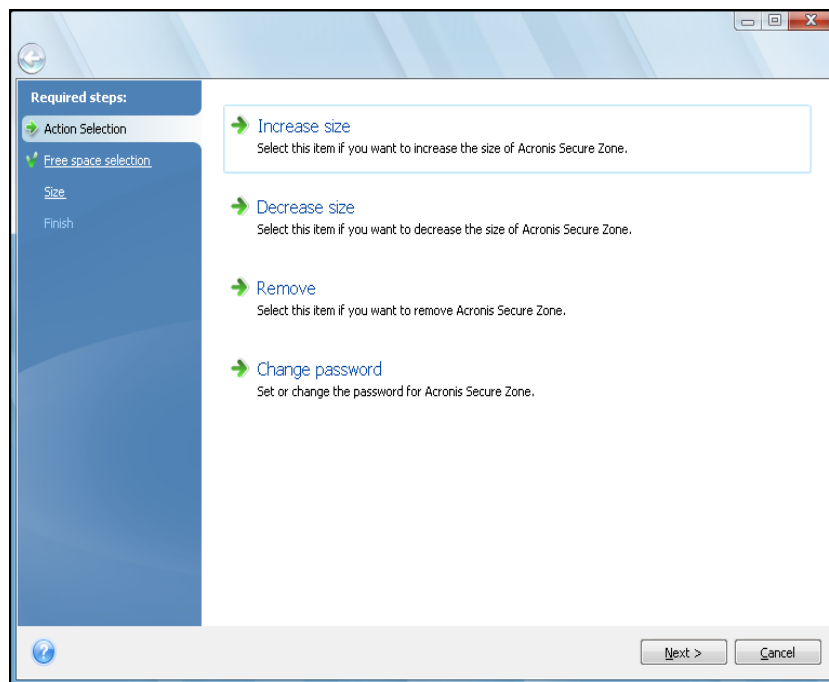 Required steps:
Action Selection
Free space selection
Size
Finish
Increase size
Select this item if you want to increase the size of Acronis Secure Zone.
Decrease size
Select this item if you want to decrease the size of Acronis Secure Zone.
Remove
Select this item if you want to remove Acronis Secure Zone.
Change password
Set or change the password for Acronis Secure Zone.
Next >
Cancel